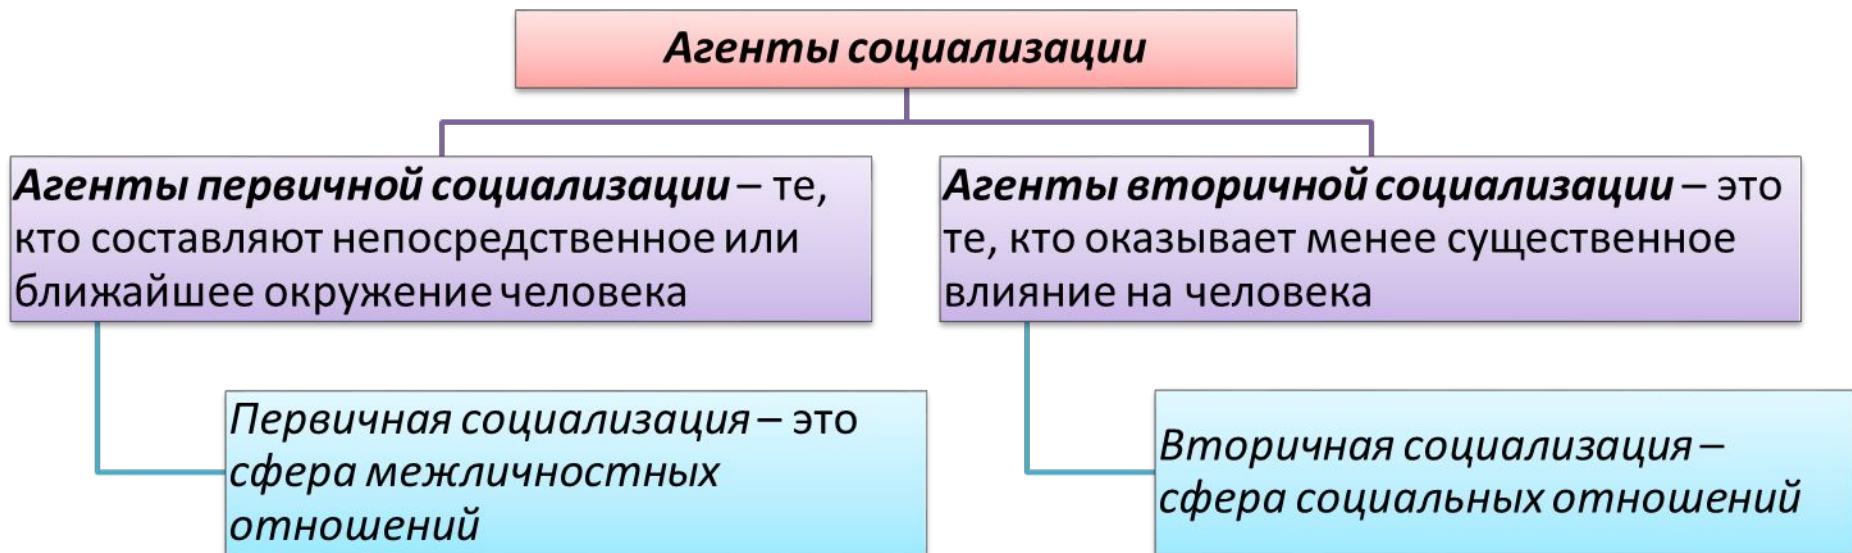 Агенты социализации
Агенты первичной социализации – те,
кто составляют непосредственное или
ближайшее окружение человека
Агенты вторичной социализации – это
те, кто оказывает менее существенное
влияние на человека
Первичная социализация – это
сфера межличностных
отношений
Вторичная социализация –
сфера социальных отношений